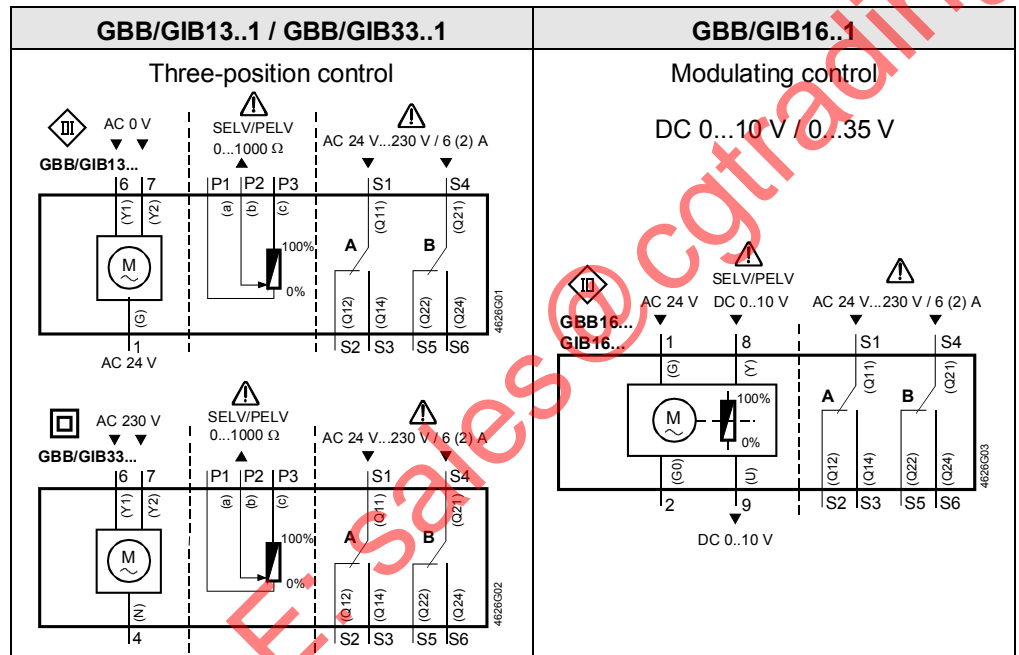 GBB/GIB13..1 / GBB/GIB33..1
GBB/GIB16..1
Three-position control
AC 0 V
SELV/PELV
0...1000 Ω
AC 24 V...230 V / 6 (2) A
GBB/GIB13...
6 7 P1 P2 P3 S1 S4
(Y1) (Y2) (a) (b) (c) (Q11) (Q21)
M
100%
0%
A B
(G) (Q12) (Q14) (Q22) (Q24)
1 S2 S3 S5 S6
AC 24 V
4626G01
AC 230 V
SELV/PELV
0...1000 Ω
AC 24 V...230 V / 6 (2) A
GBB/GIB33...
6 7 P1 P2 P3 S1 S4
(Y1) (Y2) (a) (b) (c) (Q11) (Q21)
M
100%
0%
A B
(N) (Q12) (Q14) (Q22) (Q24)
4 S2 S3 S5 S6
4626G02
Modulating control
DC 0...10 V / 0...35 V
SELV/PELV
AC 24 V DC 0..10 V AC 24 V...230 V / 6 (2) A
GBB16...
GIB16...
1 8 S1 S4
(G) (Y) (Q11) (Q21)
M
100%
0%
A B
(G0) (U) (Q12) (Q14) (Q22) (Q24)
2 9 S2 S3 S5 S6
DC 0..10 V
4626G03
E: sales@cgtrading